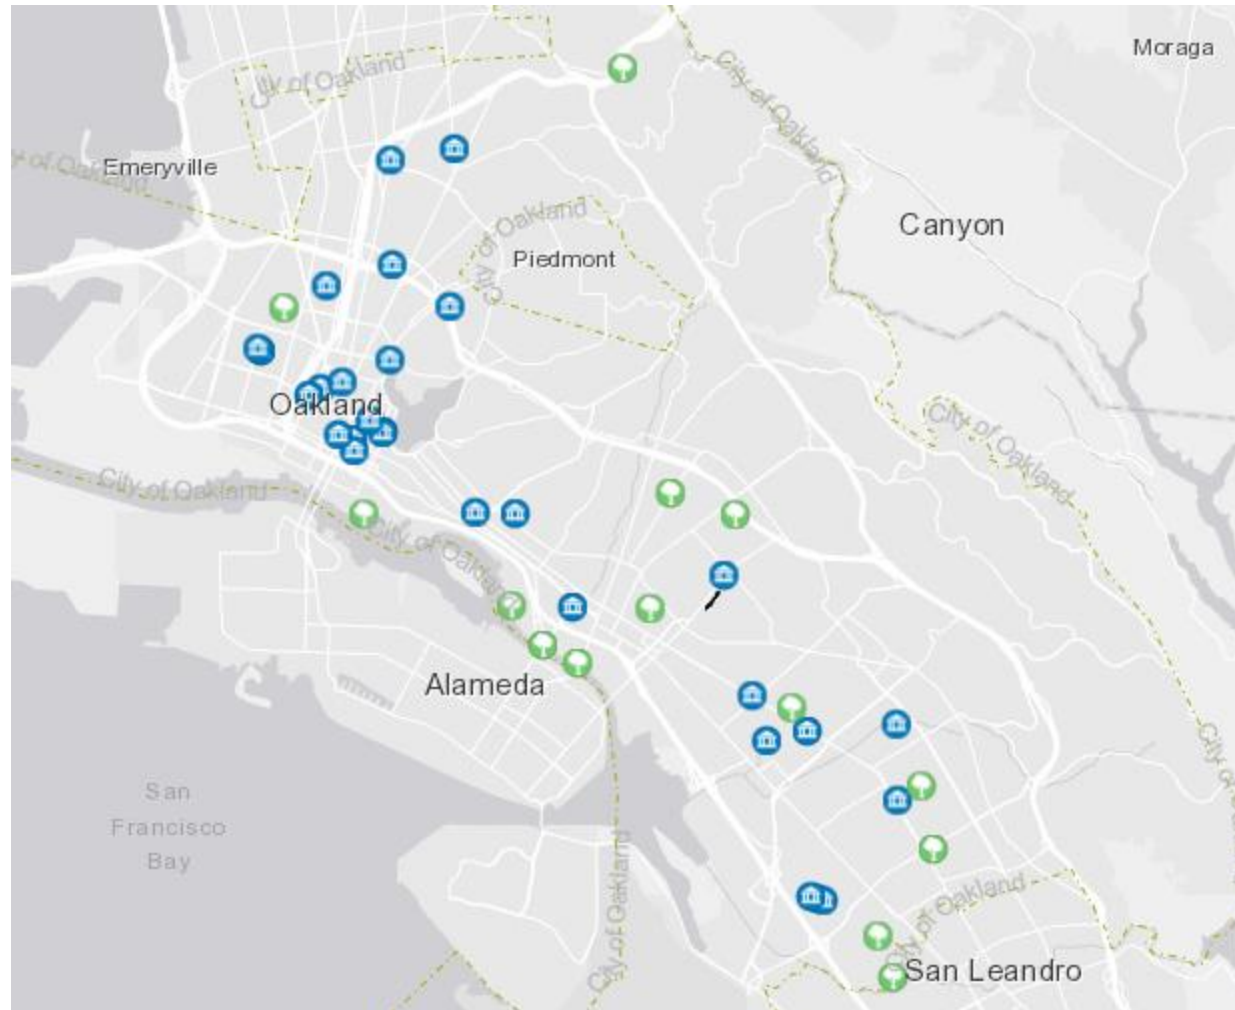 Moraga
City of Oakland
City of Oakland
y of Oakland
Emeryville
City of Oakland
Canyon
Piedmont
City of Oakland
Oakland
City of Oakland
City of Oakland
City of Oakland
Alameda
City of
San
Francisco
Bay
City of Oakland
City of Oakland
San Leandro